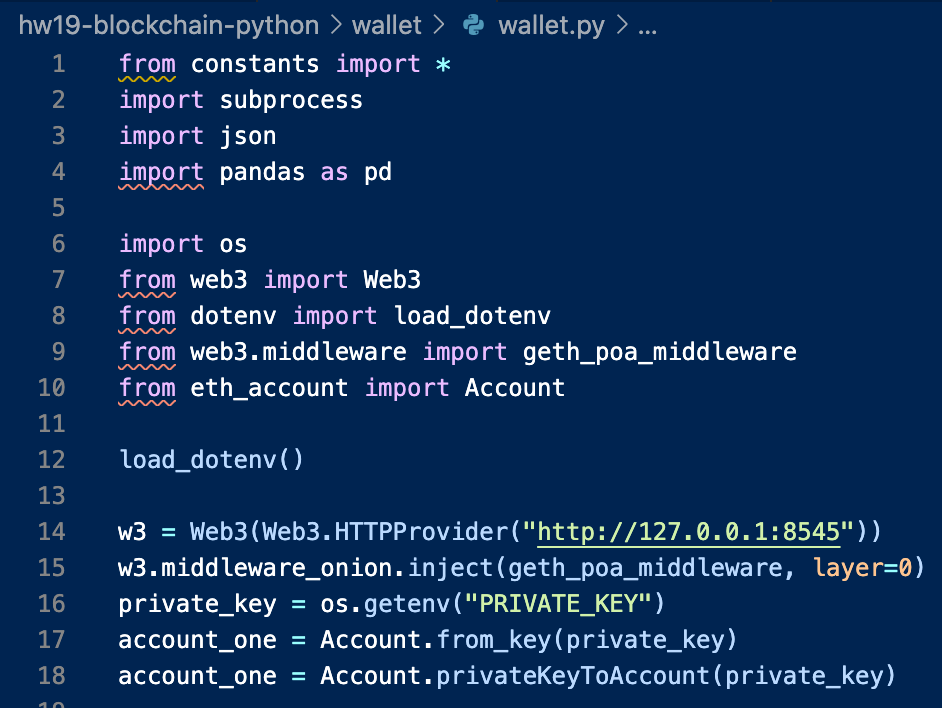 hw19-blockchain-python > wallet > wallet.py > ...
1 from constants import *
2 import subprocess
3 import json
4 import pandas as pd
5
6 import os
7 from web3 import Web3
8 from dotenv import load_dotenv
9 from web3.middleware import geth_poa_middleware
10 from eth_account import Account
11
12 load_dotenv()
13
14 w3 = Web3(Web3.HTTPProvider("http://127.0.0.1:8545"))
15 w3.middleware_onion.inject(geth_poa_middleware, layer=0)
16 private_key = os.getenv("PRIVATE_KEY")
17 account_one = Account.from_key(private_key)
18 account_one = Account.privateKeyToAccount(private_key)